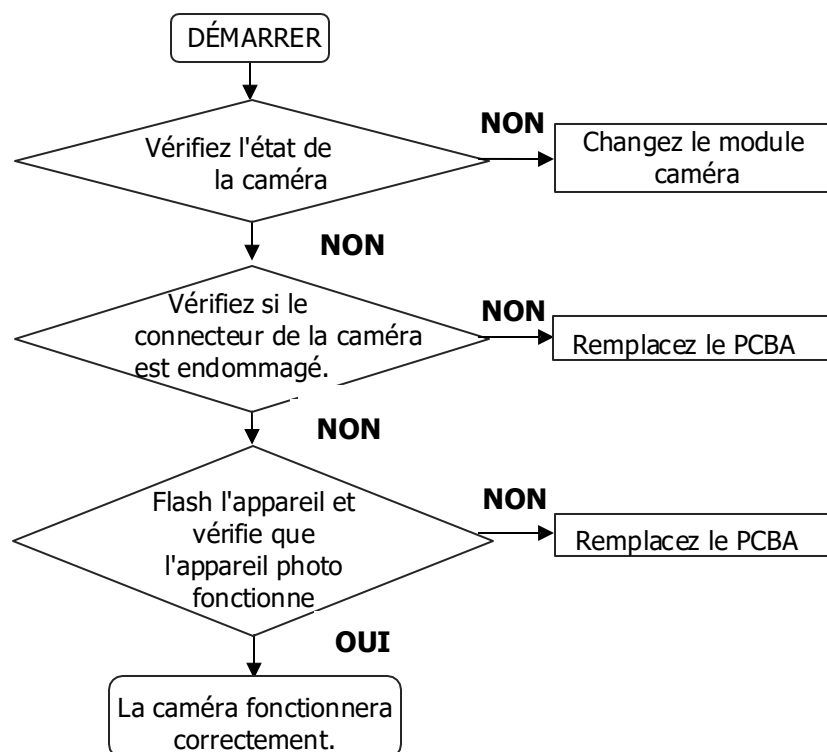 DÉMARRER
Vérifiez l'état de
la caméra
NON
Changez le module
caméra
NON
Vérifiez si le
connecteur de la caméra
est endommagé.
NON
Remplacez le PCBA
NON
Flash l'appareil et
vérifie que
l'appareil photo
fonctionne
NON
Remplacez le PCBA
OUI
La caméra fonctionnera
correctement.